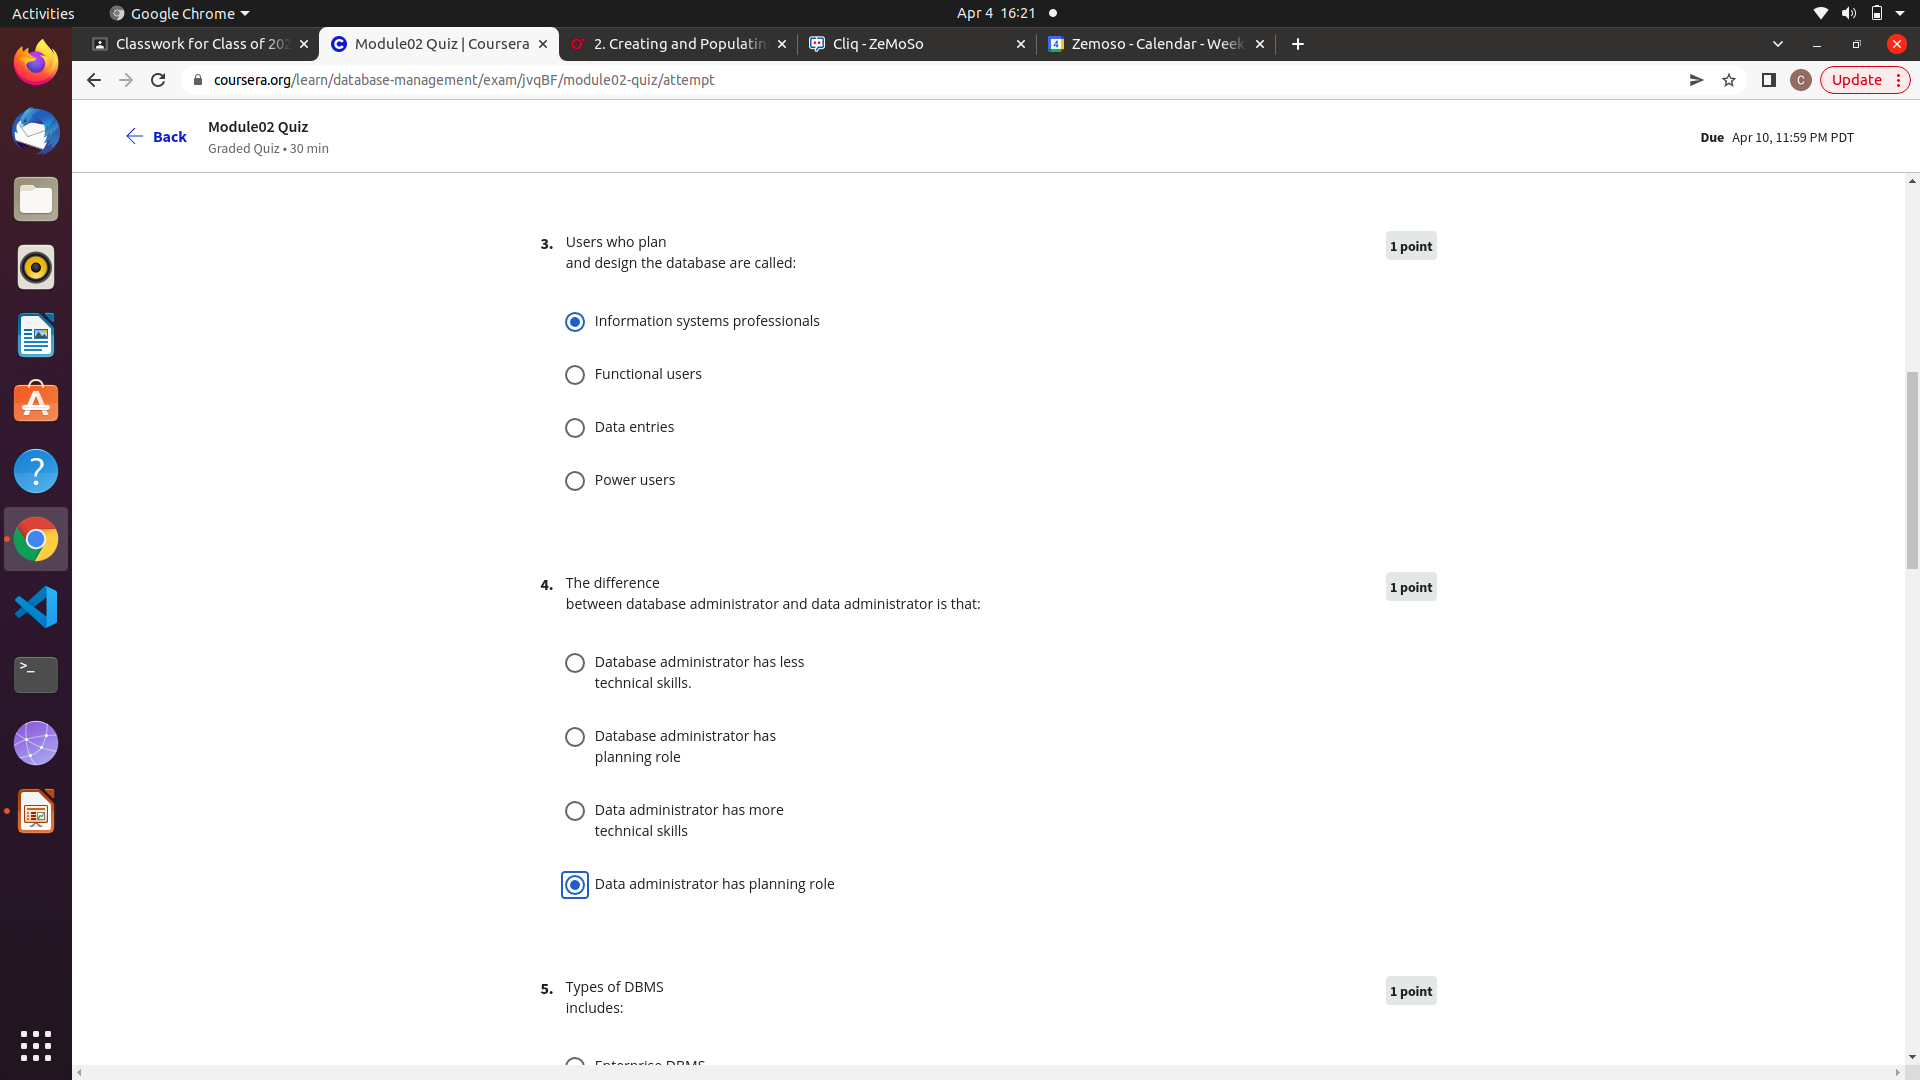 Activities
Google Chrome
Apr 4 16:21
Classwork for Class of 202
Module02 Quiz | Coursera
2. Creating and Populatin
Cliq - ZeMoSo
Zemoso - Calendar - Week
coursera.org/learn/database-management/exam/jvqBF/module02-quiz/attempt
C
Update
Back
Module02 Quiz
Graded Quiz • 30 min
Due Apr 10, 11:59 PM PDT
3. Users who plan
and design the database are called:
1 point
Information systems professionals
Functional users
Data entries
Power users
4. The difference
between database administrator and data administrator is that:
1 point
Database administrator has less
technical skills.
Database administrator has
planning role
Data administrator has more
technical skills
Data administrator has planning role
5. Types of DBMS
includes:
1 point
Enterprise DBMS